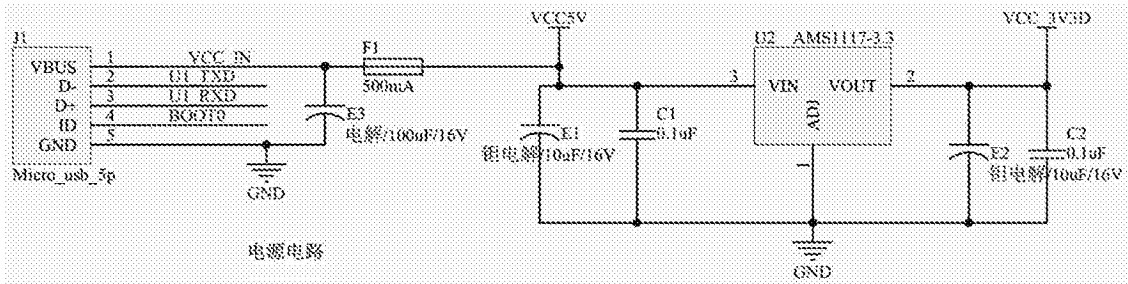 VCC5V
VCC_3V3D
J1
U2 AMS1117-3.3
1 VCC_IN
F1
VBUS
2 U1_TXD
500mA
3
VIN
VOUT
2
D-
3 U1_RXD
D+
4 BOOT0
ID
E3
C1
ADJ
C2
5
电解/100uF/16V
E1
0.1uF
E2
0.1uF
GND
钽电解/10uF/16V
1
钽电解/10uF/16V
Micro_usb_5p
GND
电源电路
GND